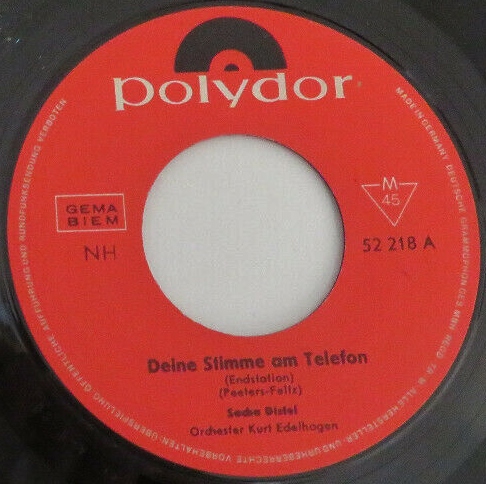 polydor
GEMA
BIEM
NH
M
45
52 218 A
Deine Stimme am Telefon
(Endstation)
(Peeters-Feltz)
Sacha Distel
Orchester Kurt Edelhagen
MADE IN GERMANY DEUTSCHE GRAMMOPHON GES MBH ALLE HERSTELLER- UND URHEBERRECHTE VORBEHALTEN ÜBERSPIELUNG ÖFFENTLICHE AUFFÜHRUNG UND RUNDFUNKSENDUNG VERBOTEN